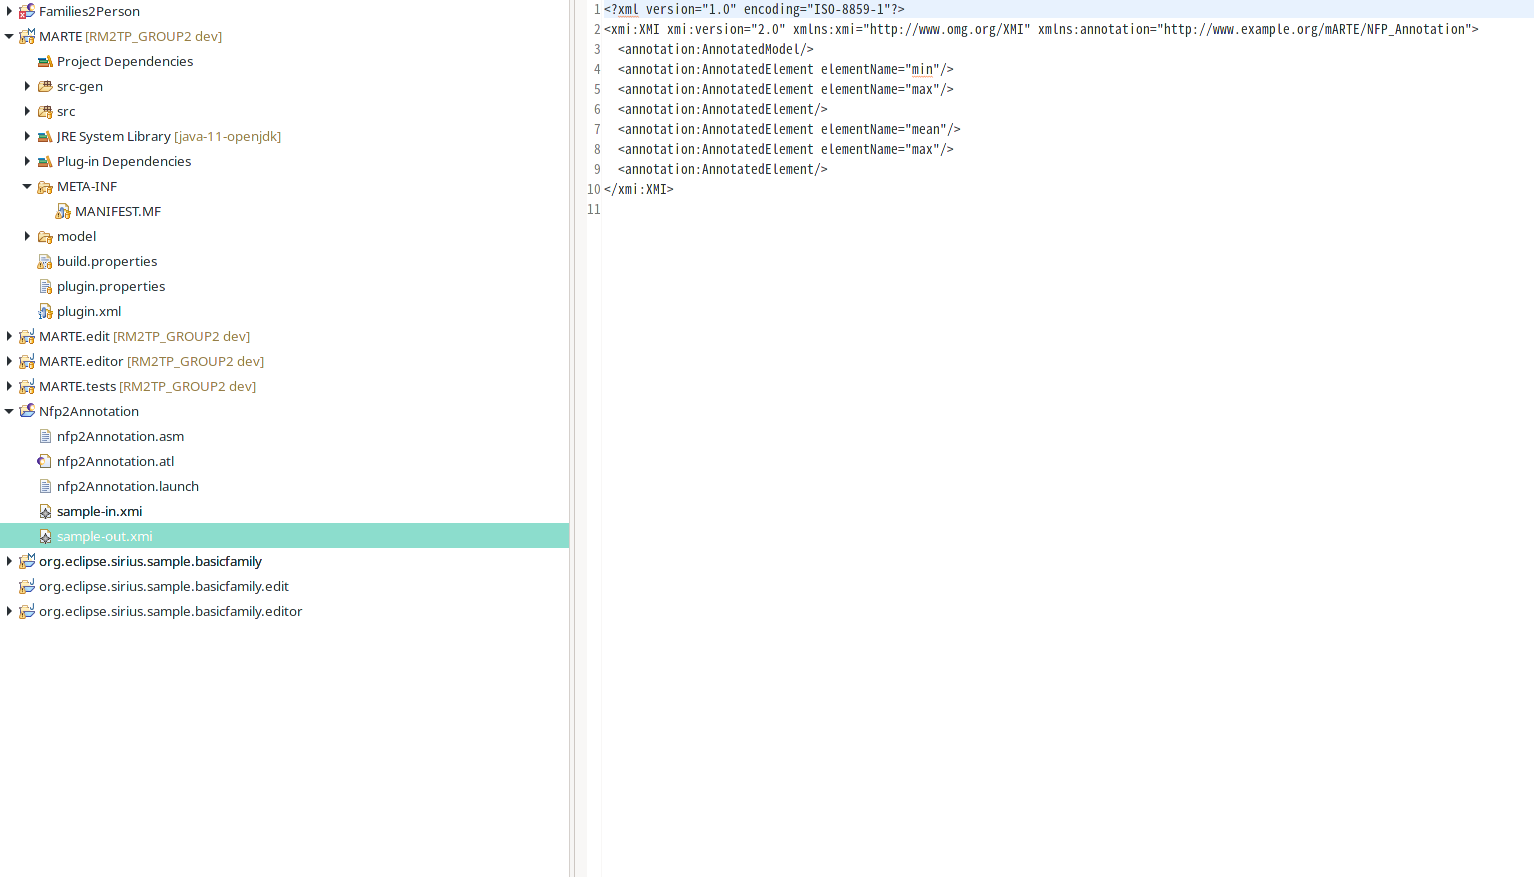 Families2Person
MARTE [RM2TP_GROUP2 dev]
Project Dependencies
src-gen
src
JRE System Library [java-11-openjdk]
Plug-in Dependencies
META-INF
MANIFEST.MF
model
build.properties
plugin.properties
plugin.xml
MARTE.edit [RM2TP_GROUP2 dev]
MARTE.editor [RM2TP_GROUP2 dev]
MARTE.tests [RM2TP_GROUP2 dev]
Nfp2Annotation
nfp2Annotation.asm
nfp2Annotation.atl
nfp2Annotation.launch
sample-in.xmi
sample-out.xmi
org.eclipse.sirius.sample.basicfamily
org.eclipse.sirius.sample.basicfamily.edit
org.eclipse.sirius.sample.basicfamily.editor
1 <?xml version="1.0" encoding="ISO-8859-1"?>
2 <xmi:XMI xmi:version="2.0" xmlns:xmi="http://www.omg.org/XMI" xmlns:annotation="http://www.example.org/mARTE/NFP_Annotation">
3   <annotation:AnnotatedModel/>
4   <annotation:AnnotatedElement elementName="min"/>
5   <annotation:AnnotatedElement elementName="max"/>
6   <annotation:AnnotatedElement/>
7   <annotation:AnnotatedElement elementName="mean"/>
8   <annotation:AnnotatedElement elementName="max"/>
9   <annotation:AnnotatedElement/>
10 </xmi:XMI>
11